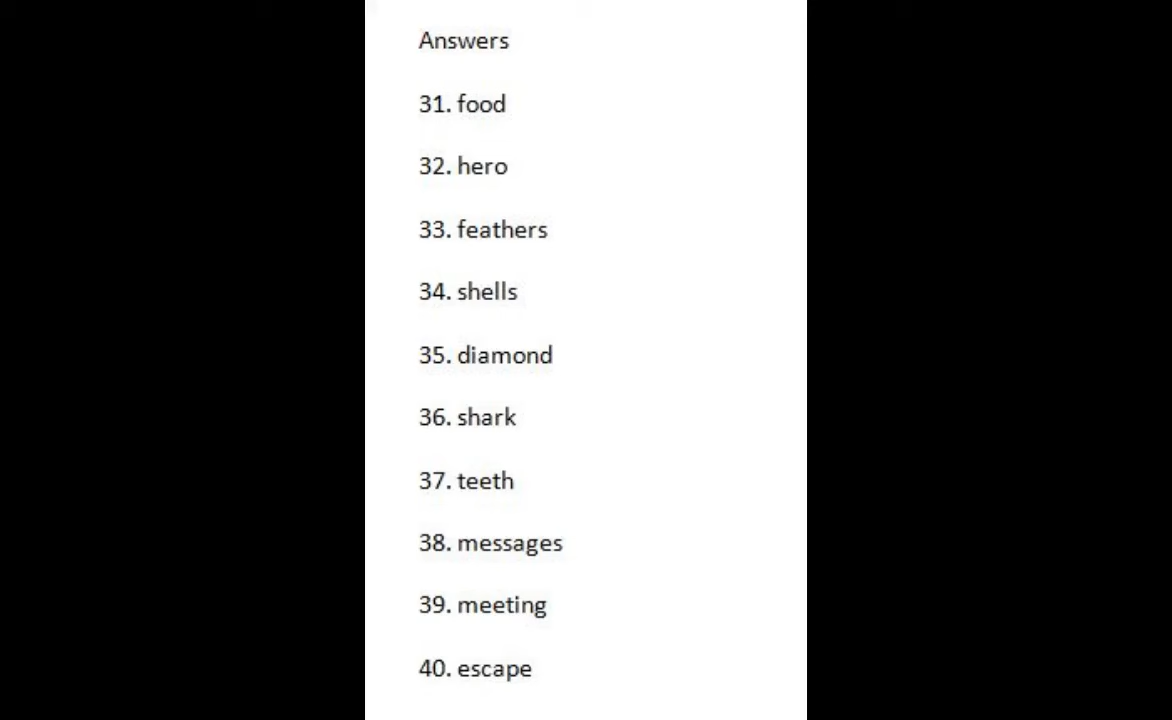 Answers
31. food
32. hero
33. feathers
34. shells
35. diamond
36. shark
37. teeth
38. messages
39. meeting
40. escape